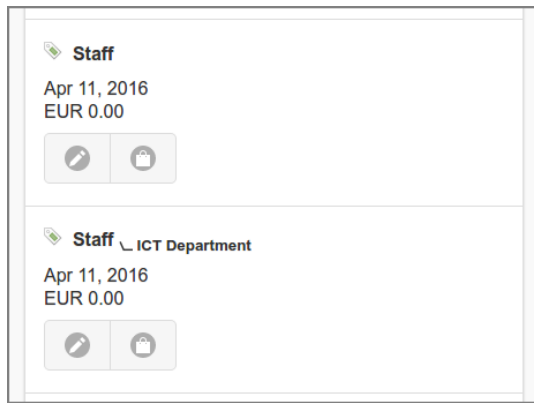 Staff
Apr 11, 2016
EUR 0.00
Staff ICT Department
Apr 11, 2016
EUR 0.00